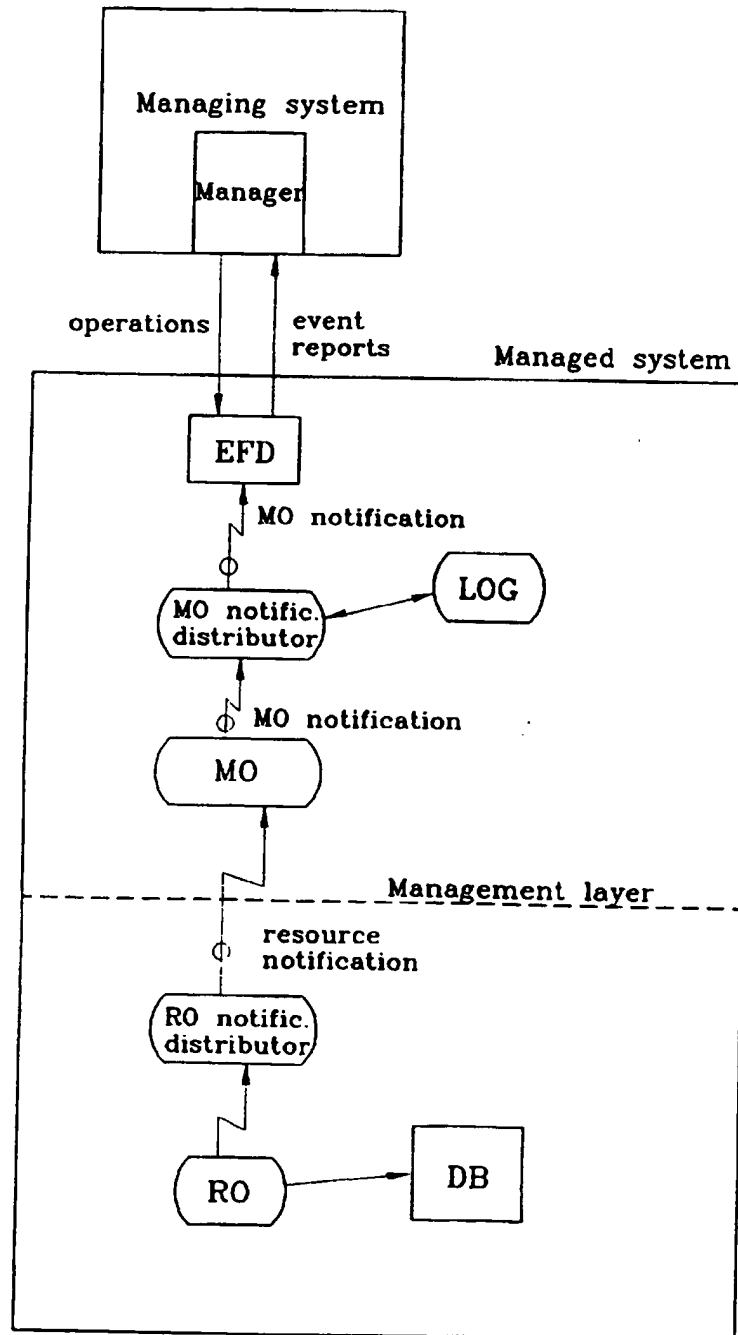 Managing system
Manager
operations
event
reports
Managed system
EFD
MO notification
LOG
MO notific.
distributor
MO notification
MO
Management layer
resource
notification
RO notific.
distributor
RO
DB